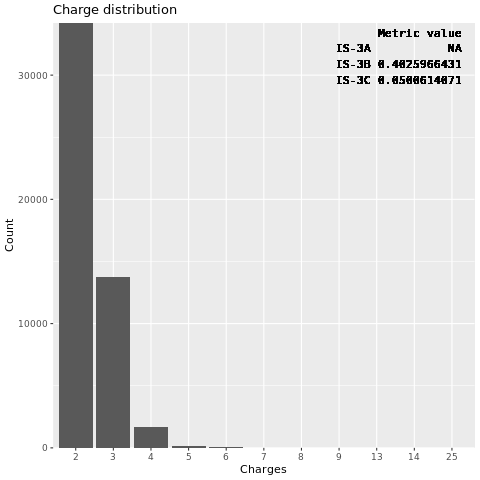 Charge distribution
Metric value
IS-3A NA
IS-3B 0.4025966431
IS-3C 0.0500614071
30000
20000
10000
0
Count
2 3 4 5 6 7 8 9 13 14 25
Charges